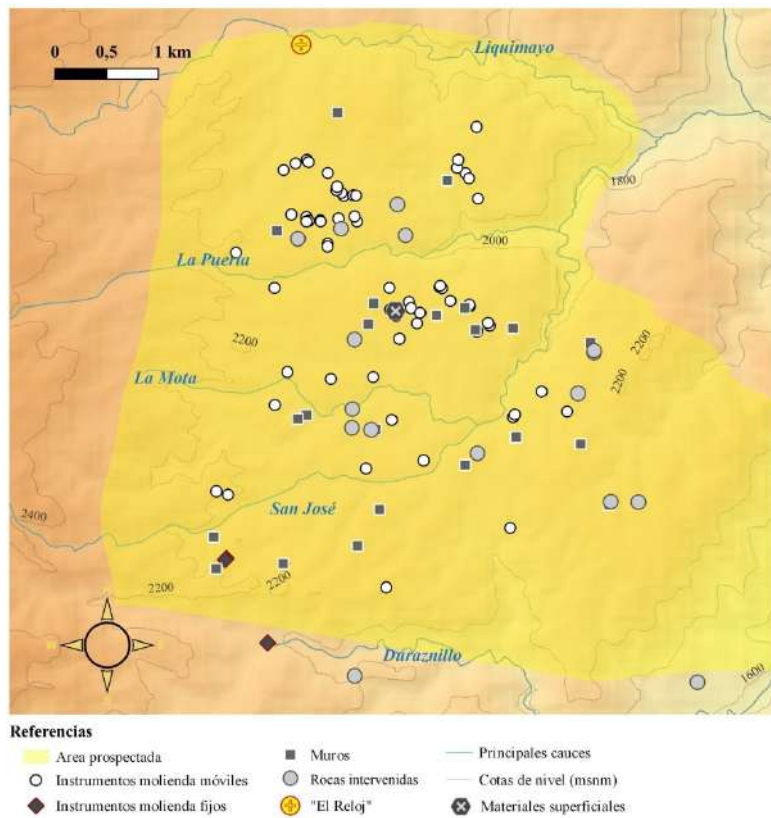 Liquimayo
0 0,5 1 km
1800
2000
La Puerta
2200
2200
La Mota
2200
San José
2400
2200
2200
Duraznillo
1600
Referencias
Area prospectada
Muros
Principales cauces
Instrumentos molienda móviles
Rocas intervenidas
Cotas de nivel (msnm)
Instrumentos molienda fijos
"El Reloj"
Materiales superficiales